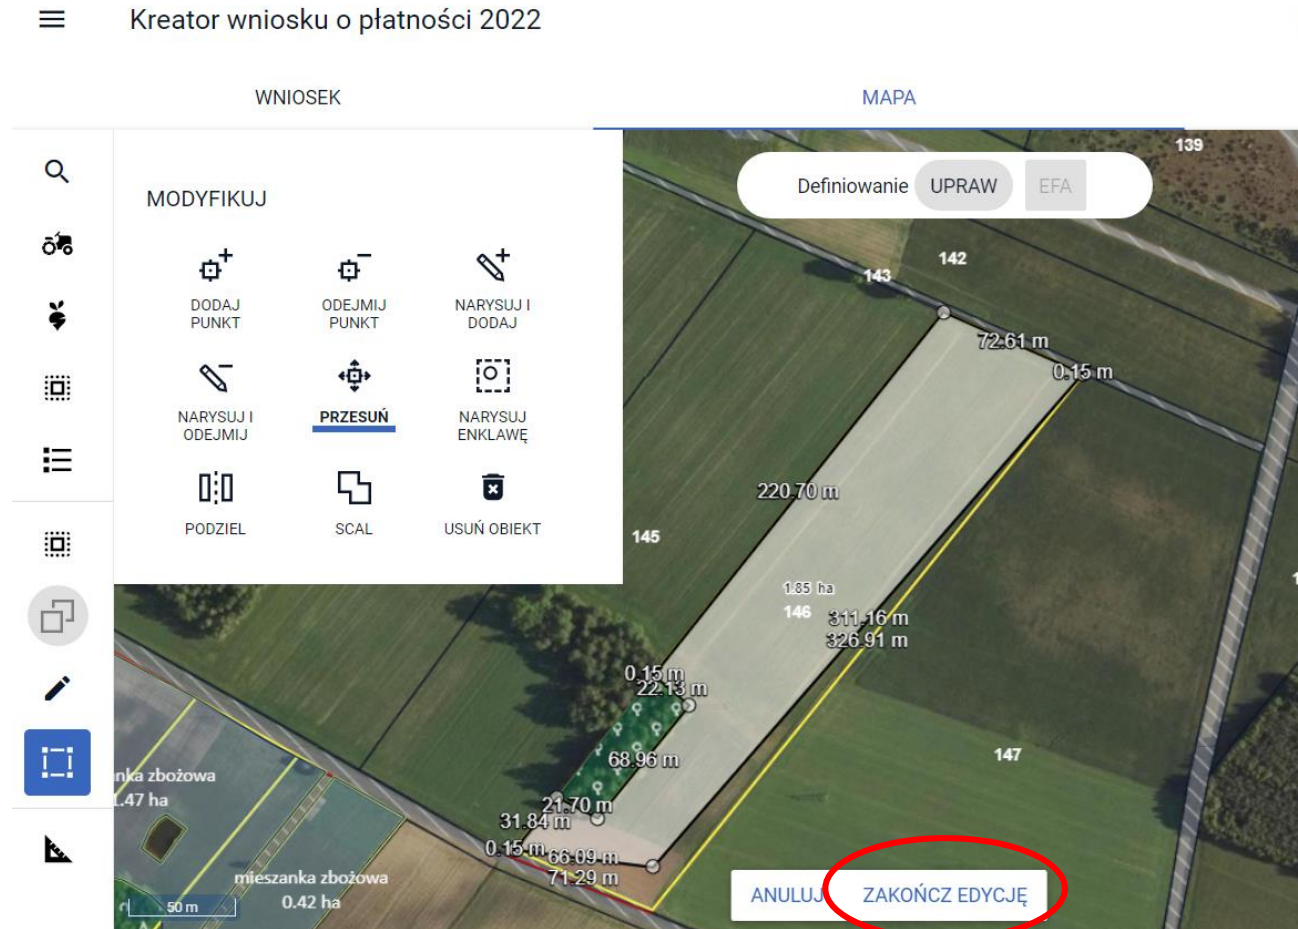 Kreator wniosku o płatności 2022
WNIOSEK
MAPA
MODYFIKUJ
DODAJ
PUNKT
ODEJMIJ
PUNKT
NARYSUJ I
DODAJ
NARYSUJ I
ODEJMIJ
PRZESUŃ
NARYSUJ
ENKLAWĘ
PODZIEL
SCAL
USUŃ OBIEKT
Definiowanie UPRAW EFA
139
142
143
72.61 m
0.15 m
220.70 m
145
1.85 ha
146
311.16 m
326.91 m
0.15 m
22.13 m
68.96 m
147
21.70 m
31.84 m
0.15 m
66.09 m
71.29 m
nka zbożowa
1.47 ha
mieszanka zbożowa
0.42 ha
50 m
ANULUJ
ZAKOŃCZ EDYCJĘ